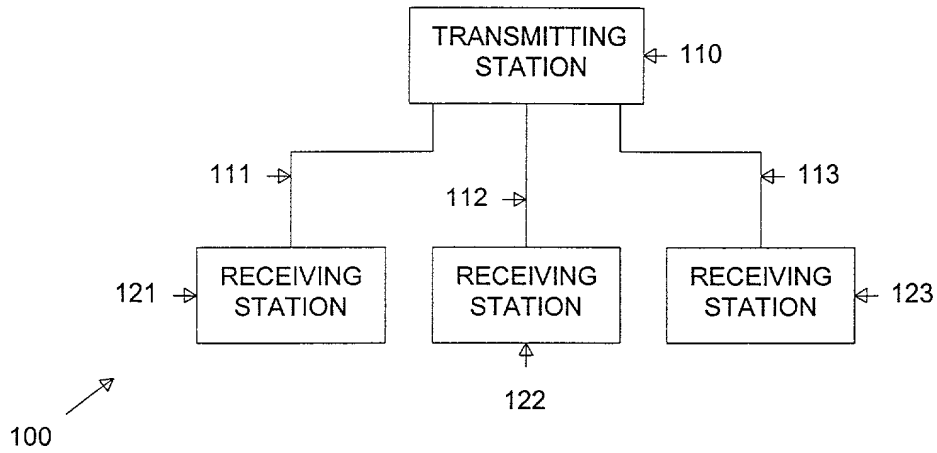 TRANSMITTING
STATION
110
111
112
113
RECEIVING
STATION
RECEIVING
STATION
RECEIVING
STATION
121
123
122
100